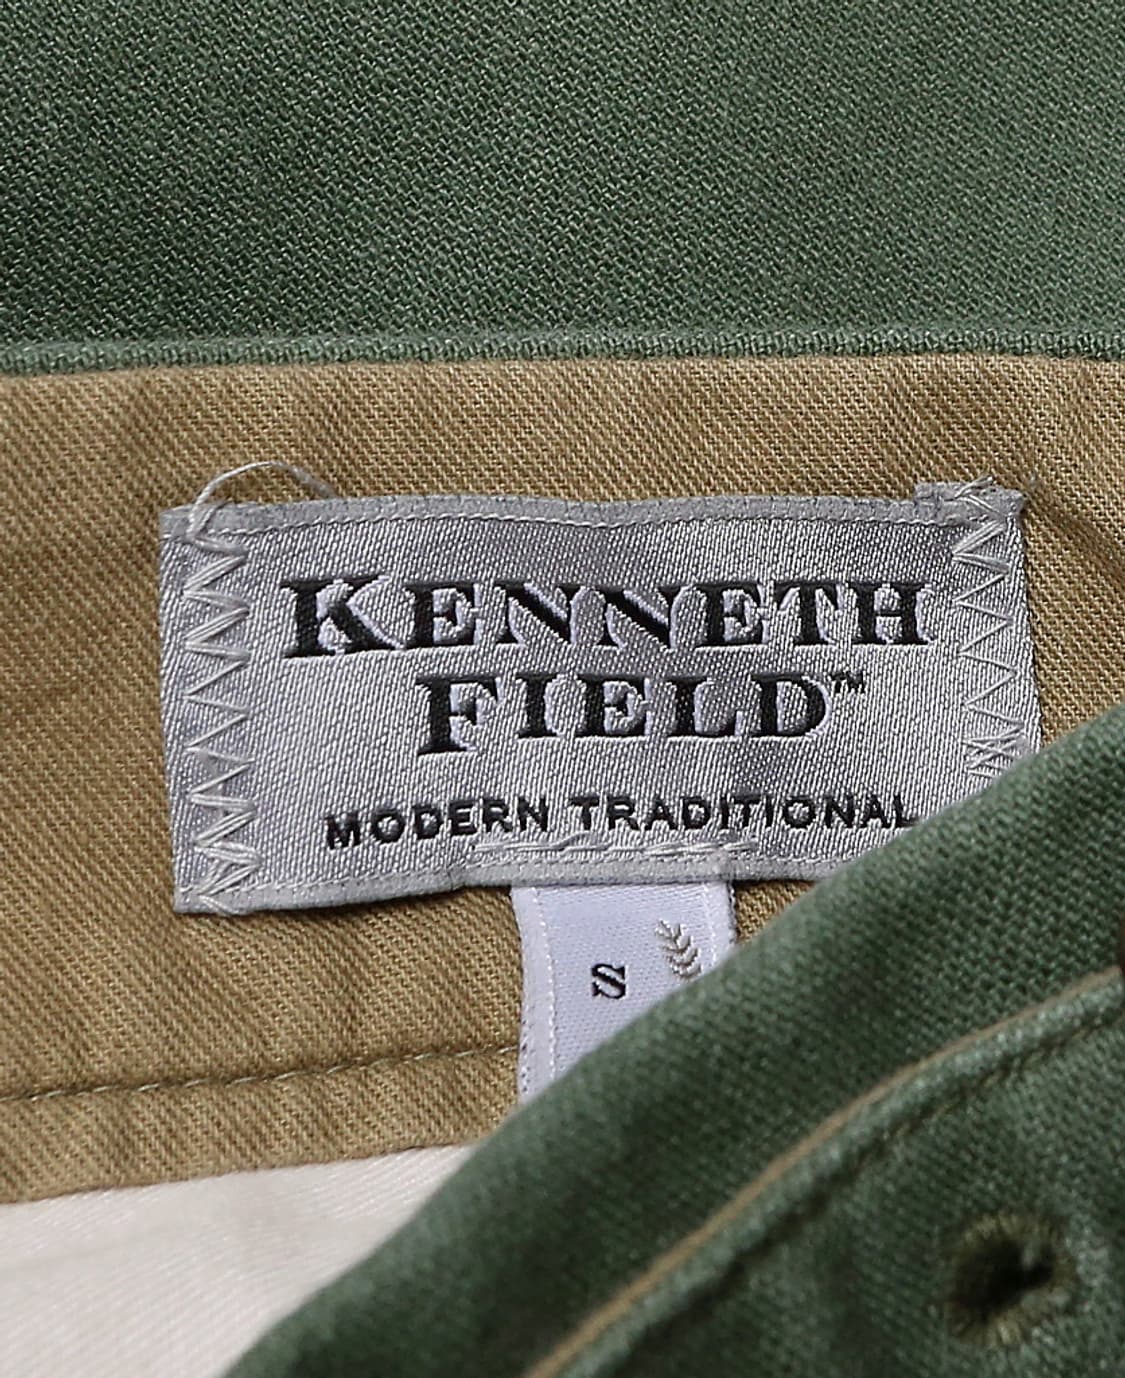 KENNETH
FIELD™
MODERN TRADITIONAL
S